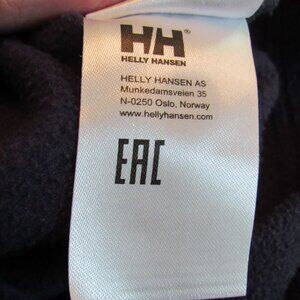 HH®
HELLY HANSEN
HELLY HANSEN AS
Munkedamsveien 35
N-0250 Oslo, Norway
www.hellyhansen.com
EAC